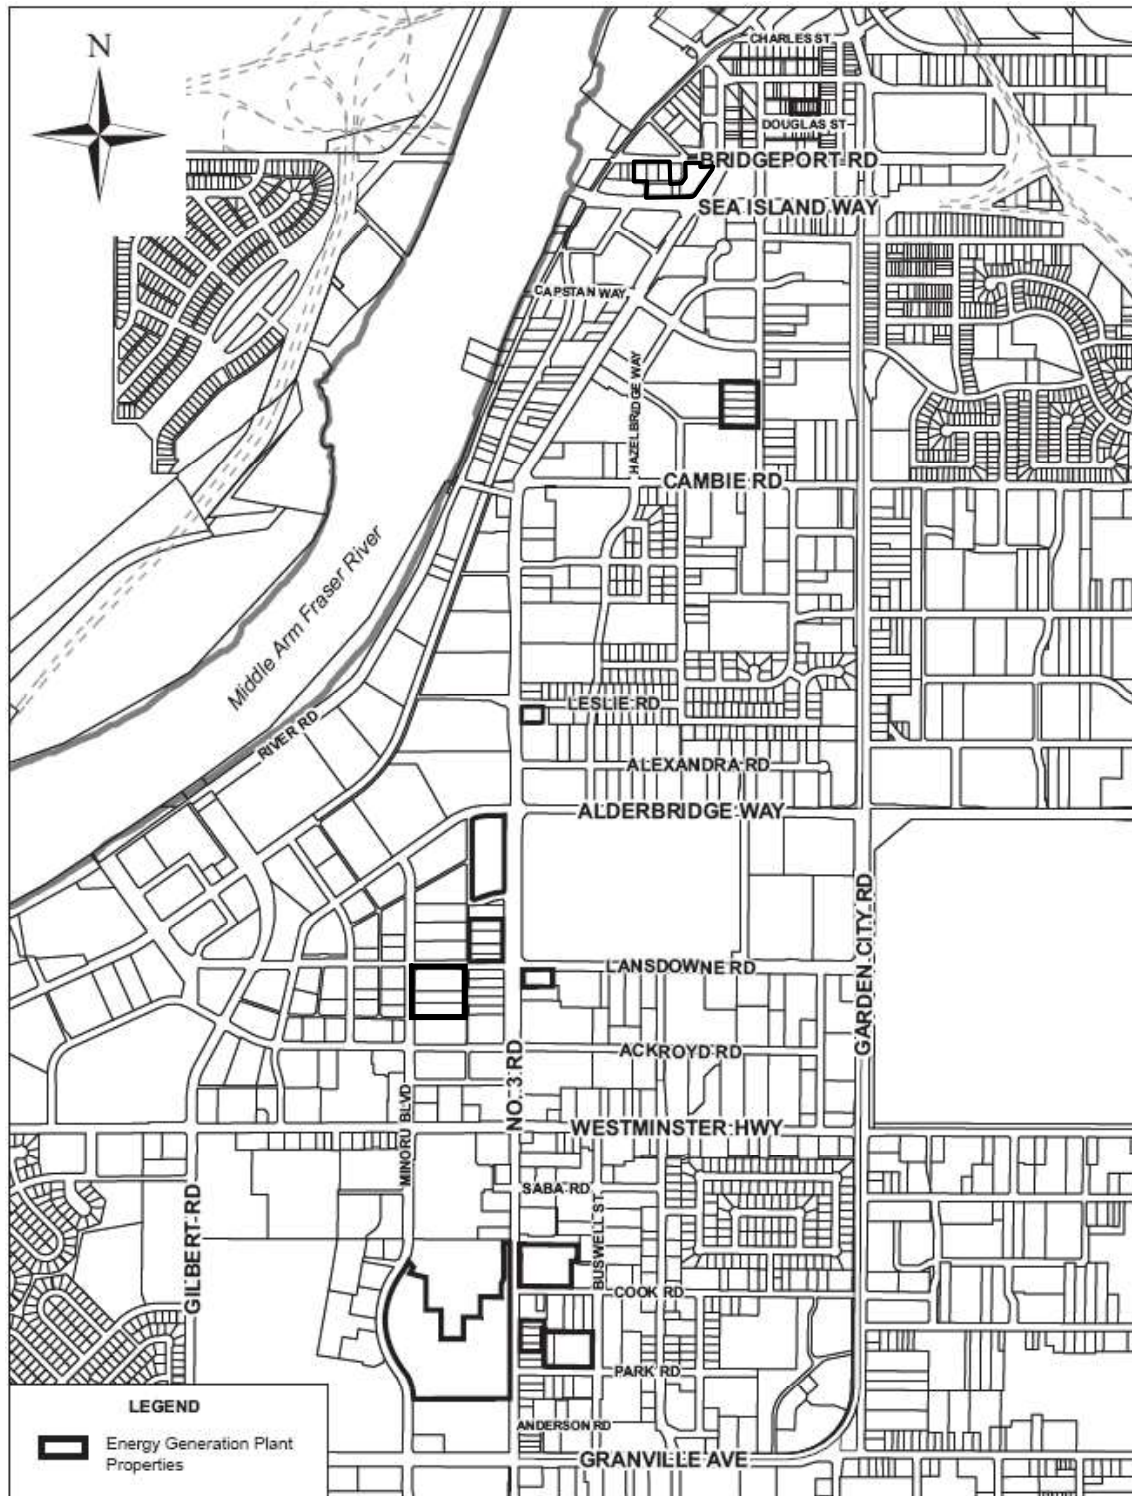 N
CHARLES ST
DOUGLAS ST
BRIDGEPORT RD
SEA ISLAND WAY
CAPSTAN WAY
HAZELBRIDGE WAY
CAMBIE RD
Middle Arm Fraser River
RIVER RD
LESLIE RD
ALEXANDRA RD
ALDERBRIDGE WAY
GARDEN CITY RD
LANSDOWNE RD
NO. 3 RD
ACKROYD RD
MINORU BLVD
WESTMINSTER HWY
GILBERT RD
SABA RD
BUSWELL ST
COOK RD
PARK RD
ANDERSON RD
GRANVILLE AVE
LEGEND
Energy Generation Plant
Properties